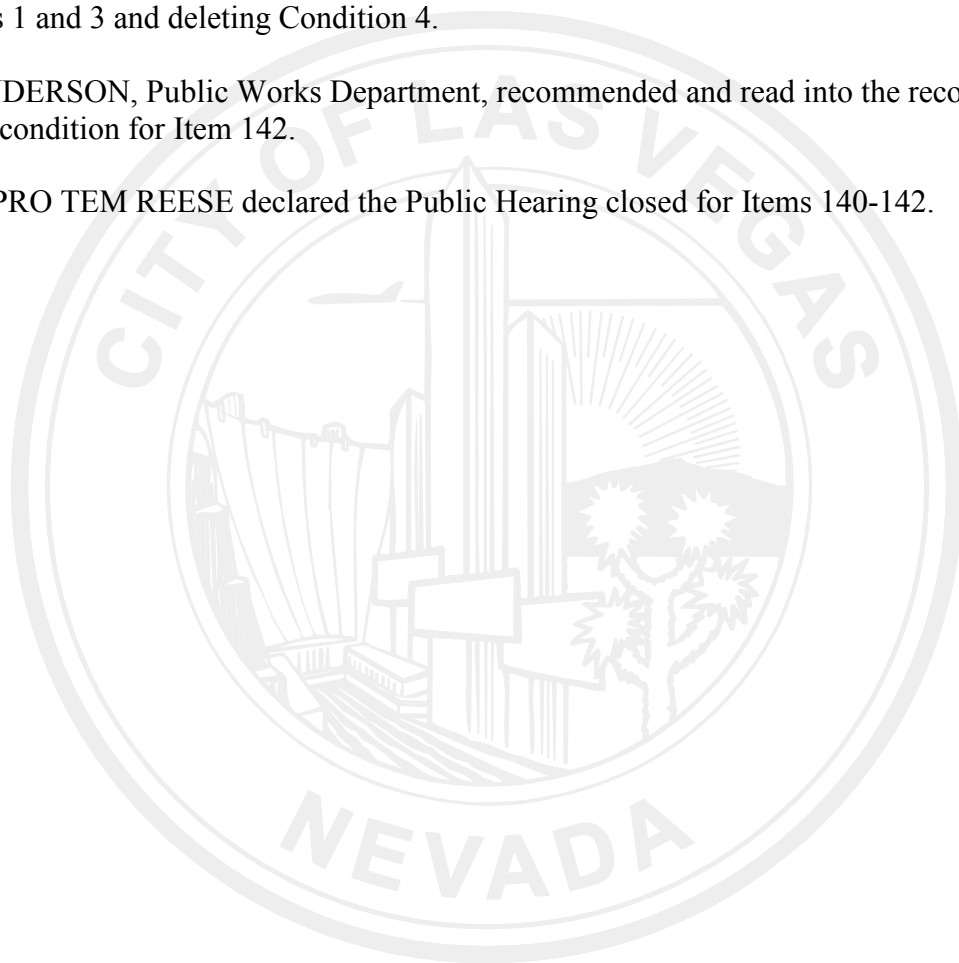 s 1 and 3 and deleting Condition 4.
DERSON, Public Works Department, recommended and read into the reco
condition for Item 142.
PRO TEM REESE declared the Public Hearing closed for Items 140-142.
CITY OF LAS VEGAS
NEVADA